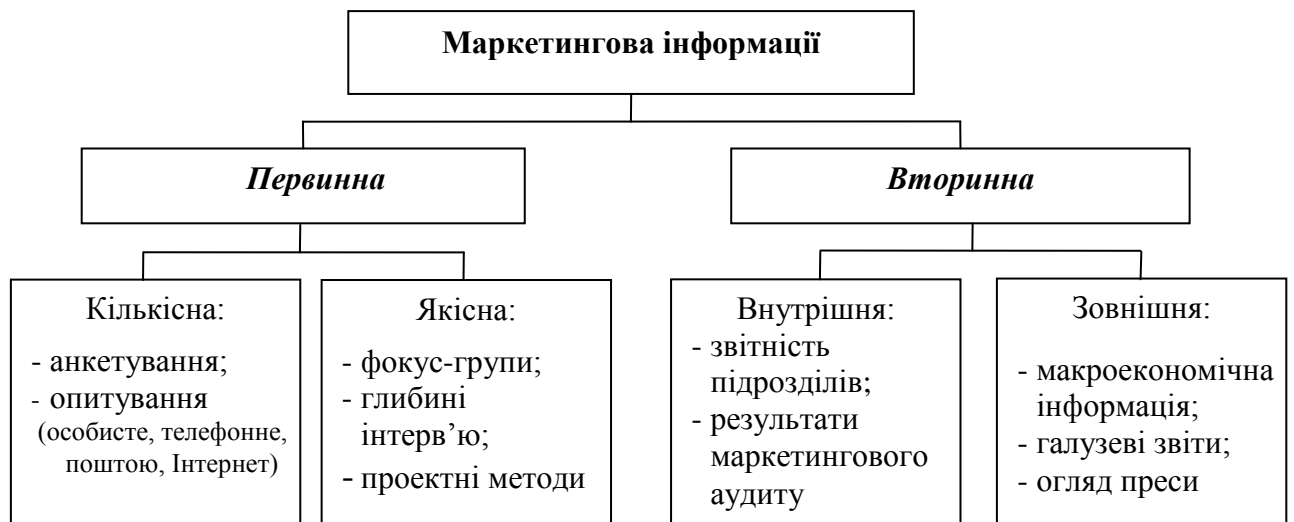 Маркетингова інформації
Первинна
Вторинна
Кількісна:
- анкетування;
- опитування
(особисте, телефонне,
поштою, Інтернет)
Якісна:
- фокус-групи;
- глибині
інтерв’ю;
- проектні методи
Внутрішня:
- звітність
підрозділів;
- результати
маркетингового
аудиту
Зовнішня:
- макроекономічна
інформація;
- галузеві звіти;
- огляд преси